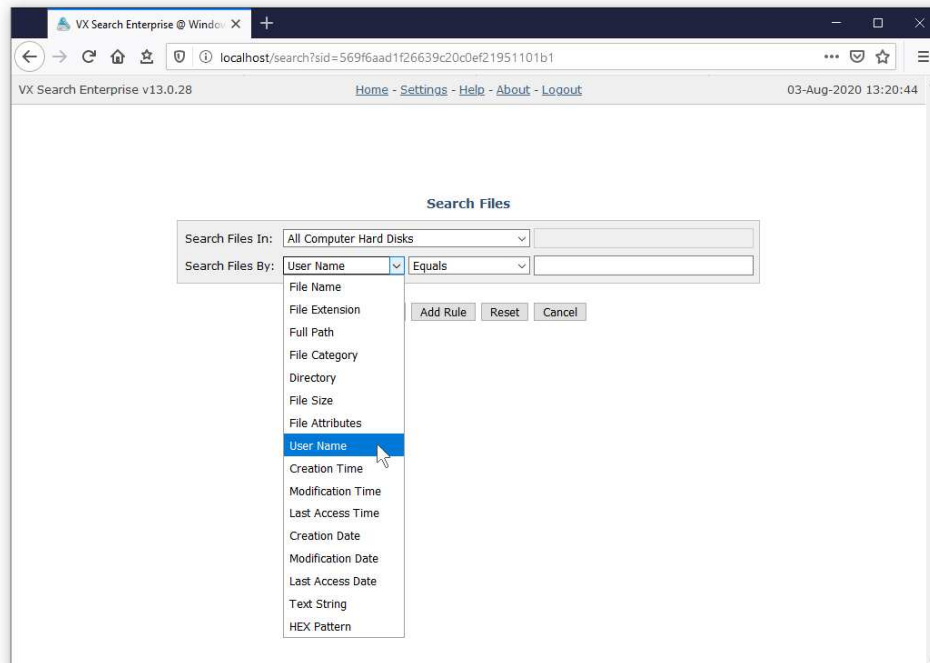 VX Search Enterprise @ Windov
localhost/search?sid=569f6aad1f26639c20c0ef21951101b1
VX Search Enterprise v13.0.28 Home - Settings - Help - About - Logout 03-Aug-2020 13:20:44
Search Files
Search Files In: All Computer Hard Disks
Search Files By: User Name Equals
File Name
File Extension
Add Rule Reset Cancel
Full Path
File Category
Directory
File Size
File Attributes
User Name
Creation Time
Modification Time
Last Access Time
Creation Date
Modification Date
Last Access Date
Text String
HEX Pattern